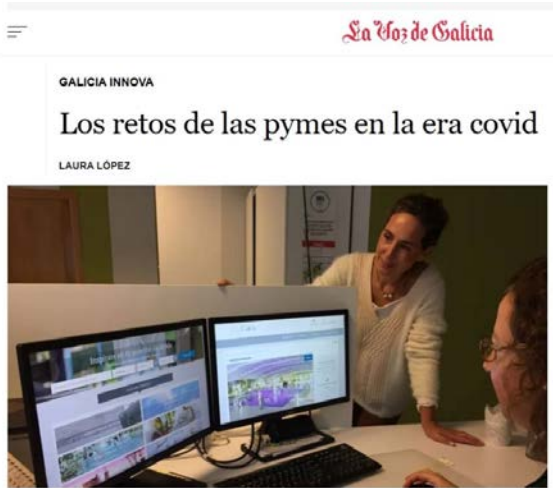 La Voz de Galicia
GALICIA INNOVA
Los retos de las pymes en la era covid
LAURA LÓPEZ